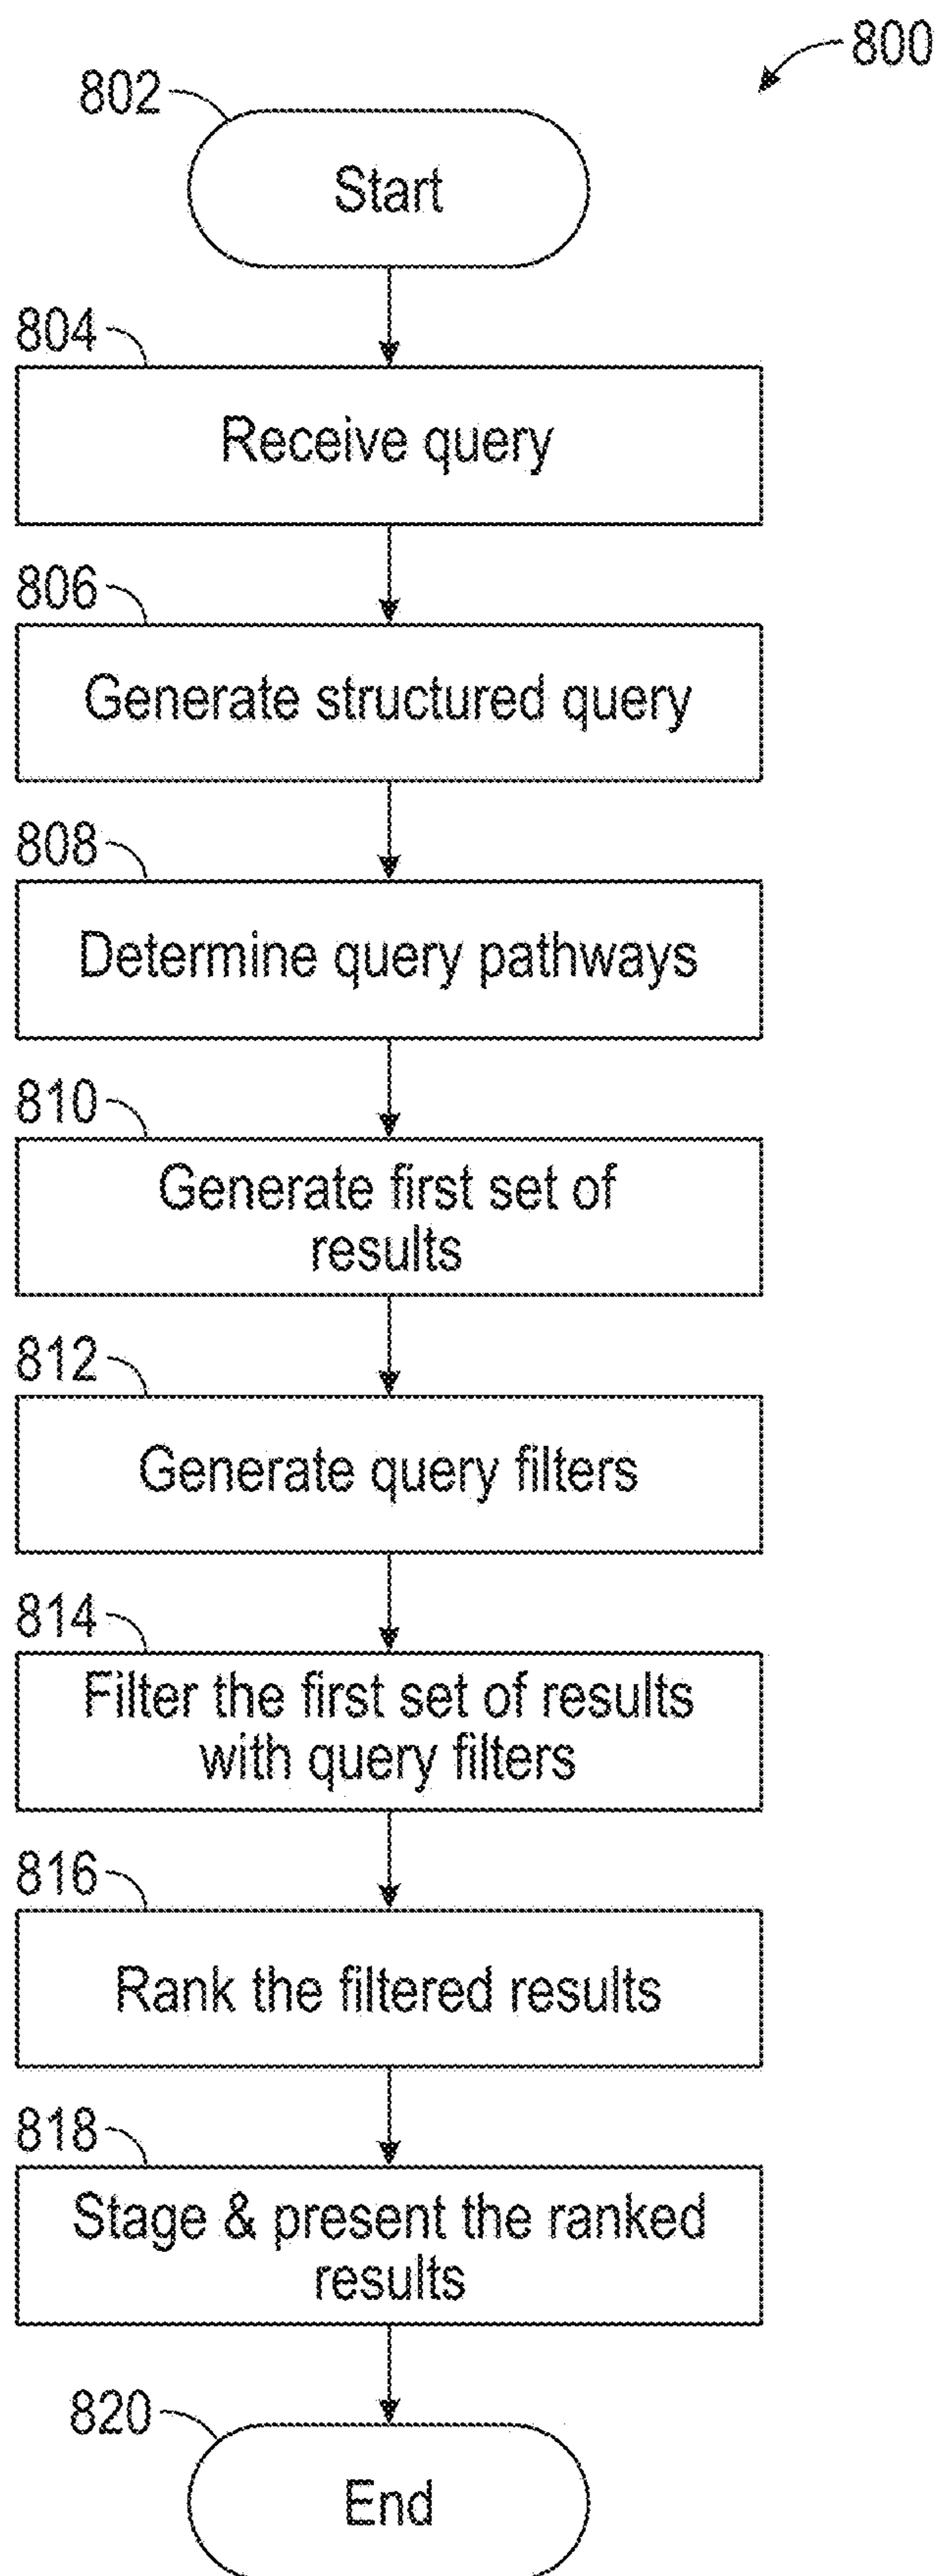 800
802
Start
804
Receive query
806
Generate structured query
808
Determine query pathways
810
Generate first set of
results
812
Generate query filters
814
Filter the first set of results
with query filters
816
Rank the filtered results
818
Stage & present the ranked
results
820
End